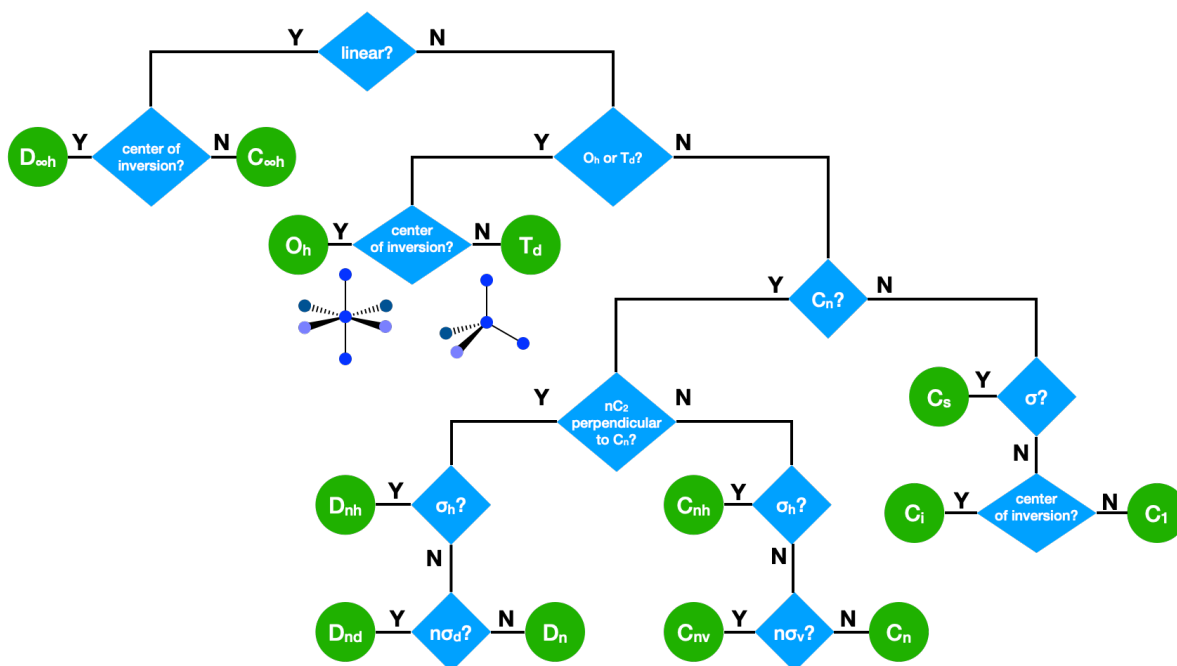 Y
linear?
N
D∞h
Y
center of
inversion?
N
C∞h
Y
Oh or Td?
N
Oh
Y
center
of inversion?
N
Td
Y
Cn?
N
Y
nC2
perpendicular
to Cn?
N
Cs
Y
σ?
N
Dnh
Y
σh?
N
Cnh
Y
σh?
N
Ci
Y
center
of inversion?
N
C1
Dnd
Y
nσd?
N
Dn
Cnv
Y
nσv?
N
Cn